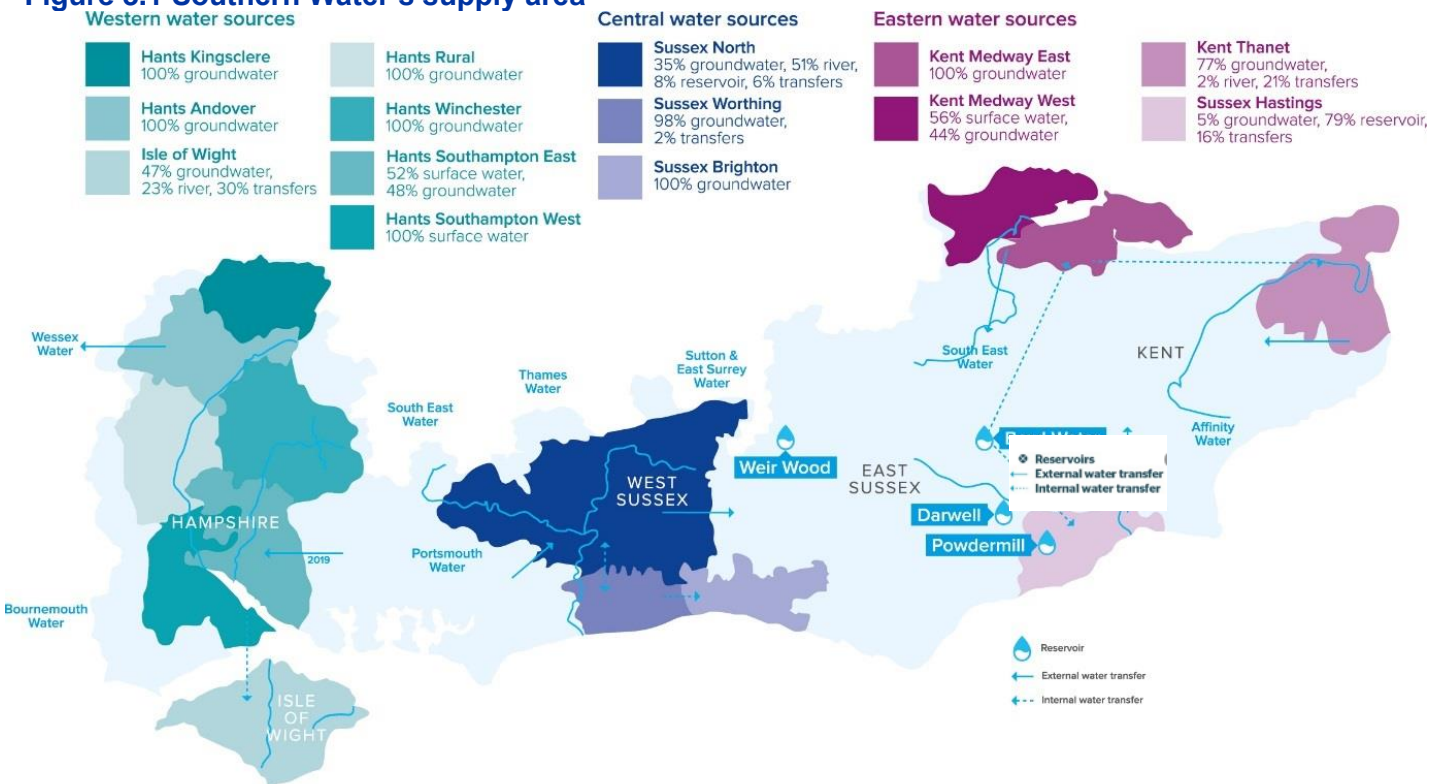 Figure 3.1 Southern Water's supply area
Western water sources
Hants Kingsclere
100% groundwater
Hants Andover
100% groundwater
Isle of Wight
47% groundwater,
23% river, 30% transfers
Hants Rural
100% groundwater
Hants Winchester
100% groundwater
Hants Southampton East
52% surface water,
48% groundwater
Hants Southampton West
100% surface water
Central water sources
Sussex North
35% groundwater, 51% river,
8% reservoir, 6% transfers
Sussex Worthing
98% groundwater,
2% transfers
Sussex Brighton
100% groundwater
Eastern water sources
Kent Medway East
100% groundwater
Kent Medway West
56% surface water,
44% groundwater
Kent Thanet
77% groundwater,
2% river, 21% transfers
Sussex Hastings
5% groundwater, 79% reservoir,
16% transfers
Wessex
Water
South East
Water
Thames
Water
Sutton &
East Surrey
Water
South East
Water
KENT
Affinity
Water
Weir Wood
EAST
SUSSEX
Reservoirs
External water transfer
Internal water transfer
WEST
SUSSEX
Darwell
Powdermill
HAMPSHIRE
2019
Portsmouth
Water
Bournemouth
Water
ISLE
OF
WIGHT
Reservoir
External water transfer
Internal water transfer